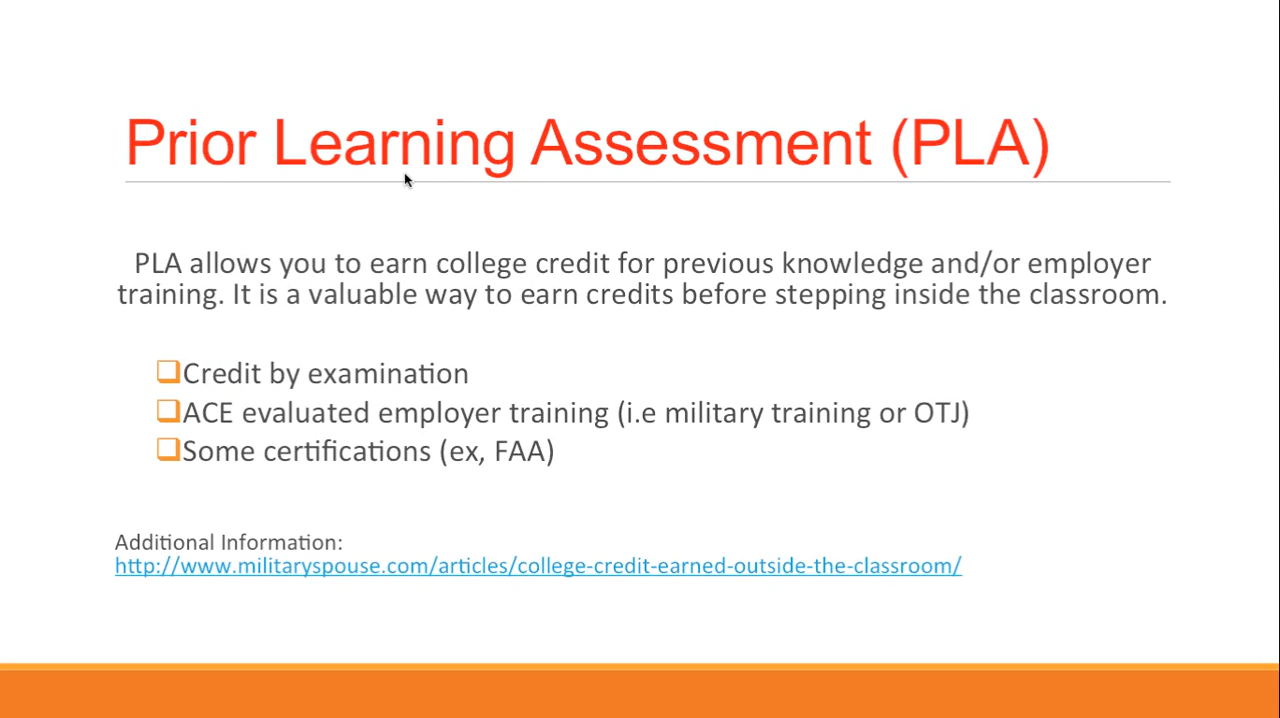 Prior Learning Assessment (PLA)
PLA allows you to earn college credit for previous knowledge and/or employer
training. It is a valuable way to earn credits before stepping inside the classroom.
Credit by examination
ACE evaluated employer training (i.e military training or OTJ)
Some certifications (ex, FAA)
Additional Information:
http://www.militaryspouse.com/articles/college-credit-earned-outside-the-classroom/